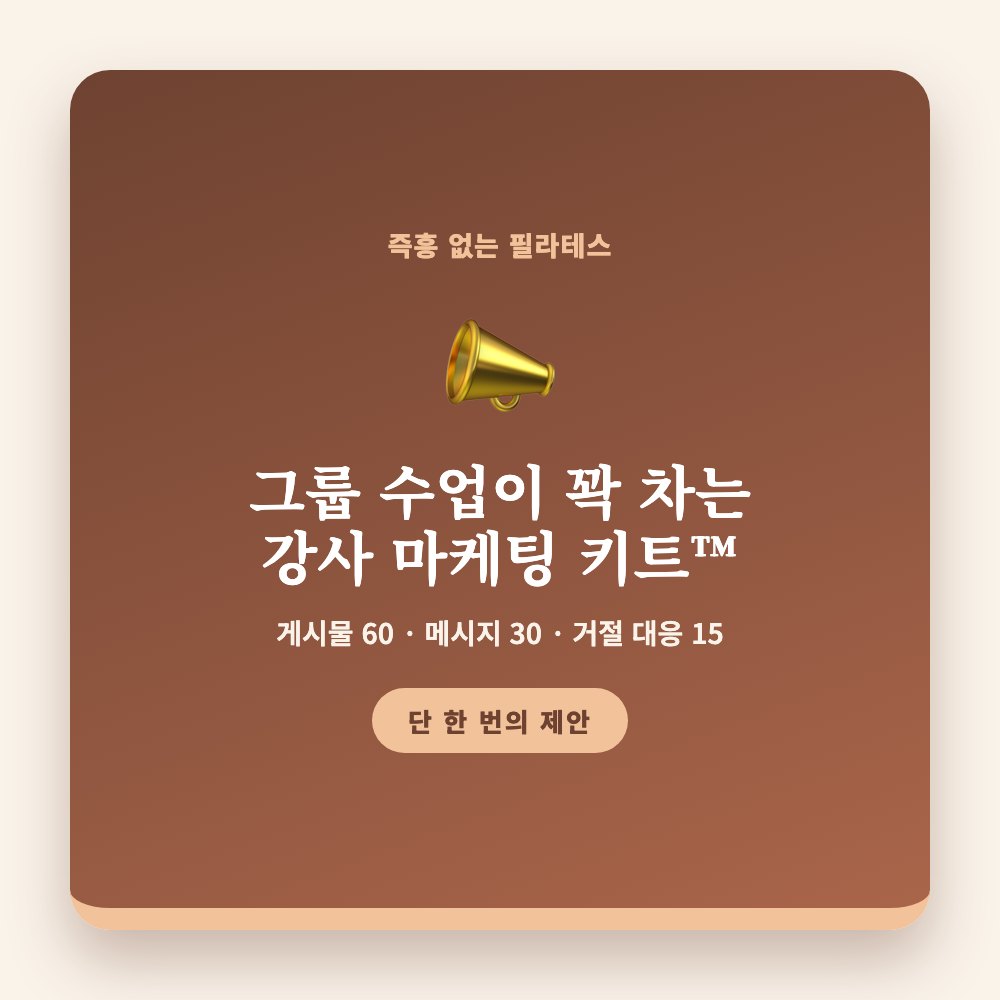 즉흥 없는 필라테스
그룹 수업이 꽉 차는
강사 마케팅 키트™
게시물 60 · 메시지 30 · 거절 대응 15
단 한 번의 제안